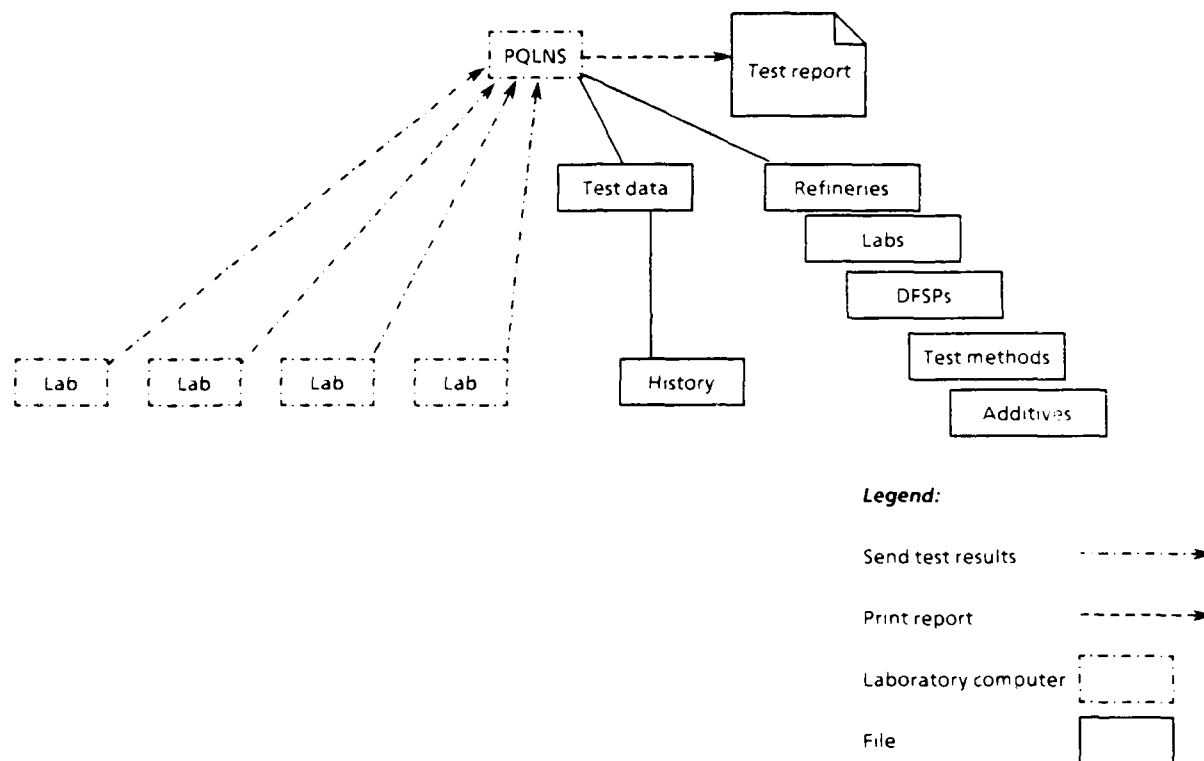 PQLNS
Test report
Test data
Refineries
Labs
DFSPs
Test methods
Additives
Lab
Lab
Lab
Lab
History
Legend:
Send test results
Print report
Laboratory computer
File